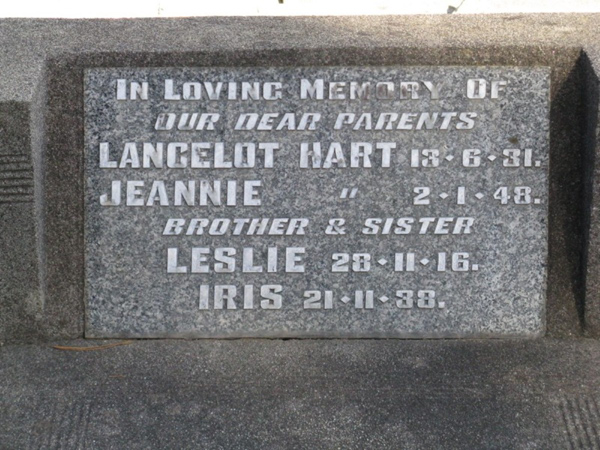 IN LOVING MEMORY OF
OUR DEAR PARENTS
LANCELOT HART 13·6·31.
JEANNIE " 2·1·48.
BROTHER & SISTER
LESLIE 28·11·16.
IRIS 21·11·38.